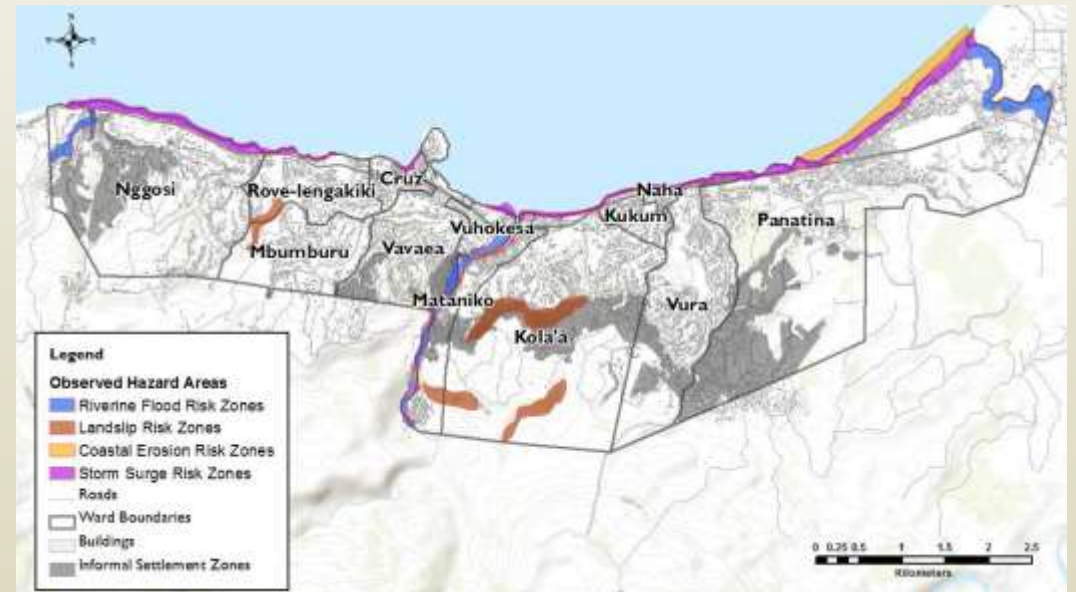 N
Nggosi
Rove-lengakiki
Cruz
Mbumburu
Vavaea
Vuhokesa
Naha
Kukum
Panatina
Mataniko
Kola'a
Vura
Legend
Observed Hazard Areas
Riverine Flood Risk Zones
Landslip Risk Zones
Coastal Erosion Risk Zones
Storm Surge Risk Zones
Roads
Ward Boundaries
Buildings
Informal Settlement Zones
0 0.25 0.5 1 1.5 2 2.5
Kilometers